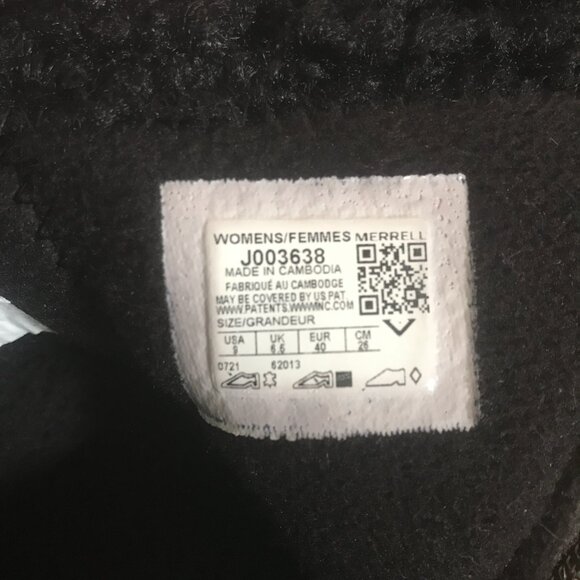 WOMENS/FEMMES MERRELL
J003638
MADE IN CAMBODIA
FABRIQUÉ AU CAMBODGE
MAY BE COVERED BY US PAT
WWW.PATENTS.WWWINC.COM
SIZE/GRANDEUR
USA UK EUR CM
9 6.5 40 26
0721 62013